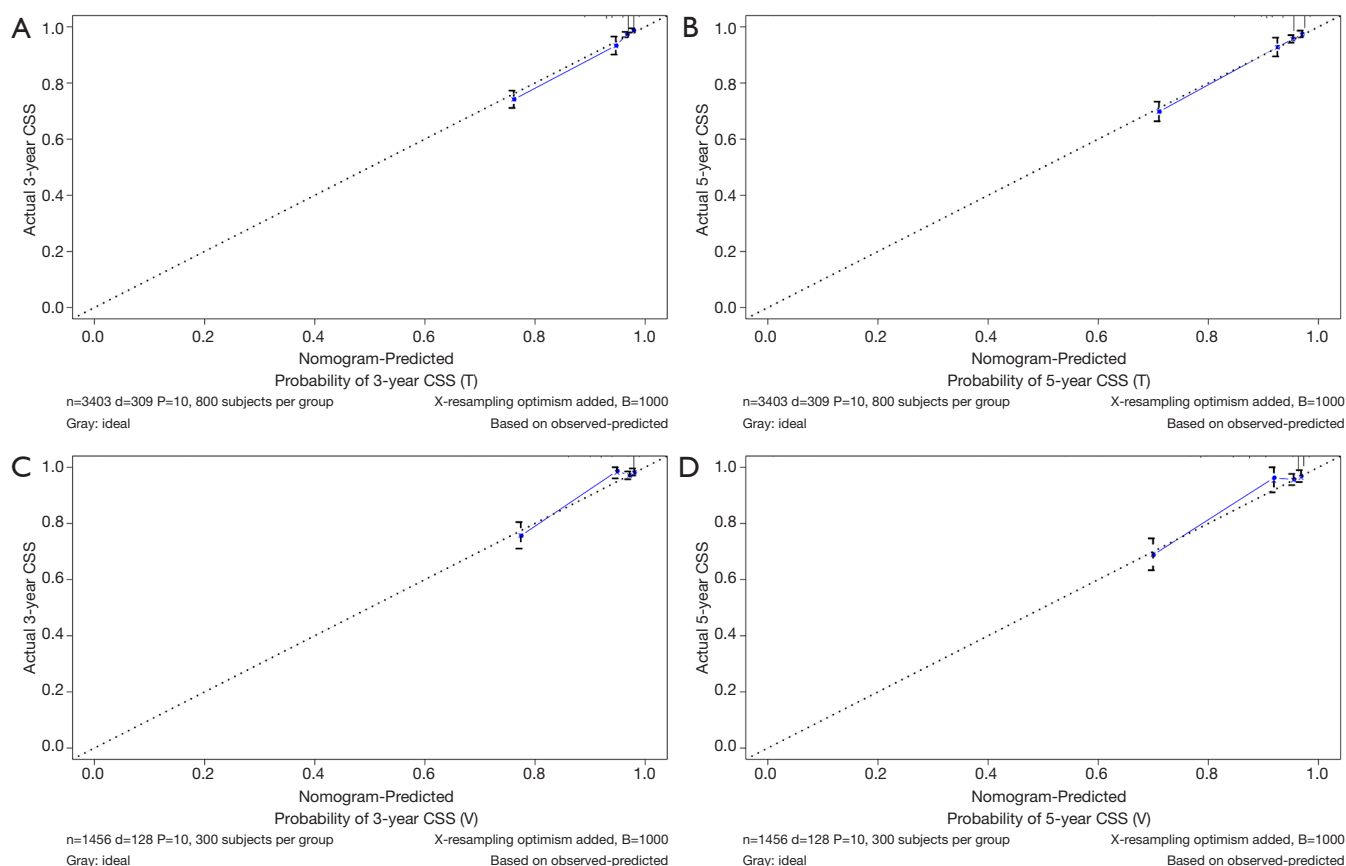 A
1.0
0.8
0.6
0.4
0.2
0.0
Actual 3-year CSS
0.0 0.2 0.4 0.6 0.8 1.0
Nomogram-Predicted
Probability of 3-year CSS (T)
n=3403 d=309 P=10, 800 subjects per group X-resampling optimism added, B=1000
Gray: ideal Based on observed-predicted
B
1.0
0.8
0.6
0.4
0.2
0.0
Actual 5-year CSS
0.0 0.2 0.4 0.6 0.8 1.0
Nomogram-Predicted
Probability of 5-year CSS (T)
n=3403 d=309 P=10, 800 subjects per group X-resampling optimism added, B=1000
Gray: ideal Based on observed-predicted
C
1.0
0.8
0.6
0.4
0.2
0.0
Actual 3-year CSS
0.0 0.2 0.4 0.6 0.8 1.0
Nomogram-Predicted
Probability of 3-year CSS (V)
n=1456 d=128 P=10, 300 subjects per group X-resampling optimism added, B=1000
Gray: ideal Based on observed-predicted
D
1.0
0.8
0.6
0.4
0.2
0.0
Actual 5-year CSS
0.0 0.2 0.4 0.6 0.8 1.0
Nomogram-Predicted
Probability of 5-year CSS (V)
n=1456 d=128 P=10, 300 subjects per group X-resampling optimism added, B=1000
Gray: ideal Based on observed-predicted